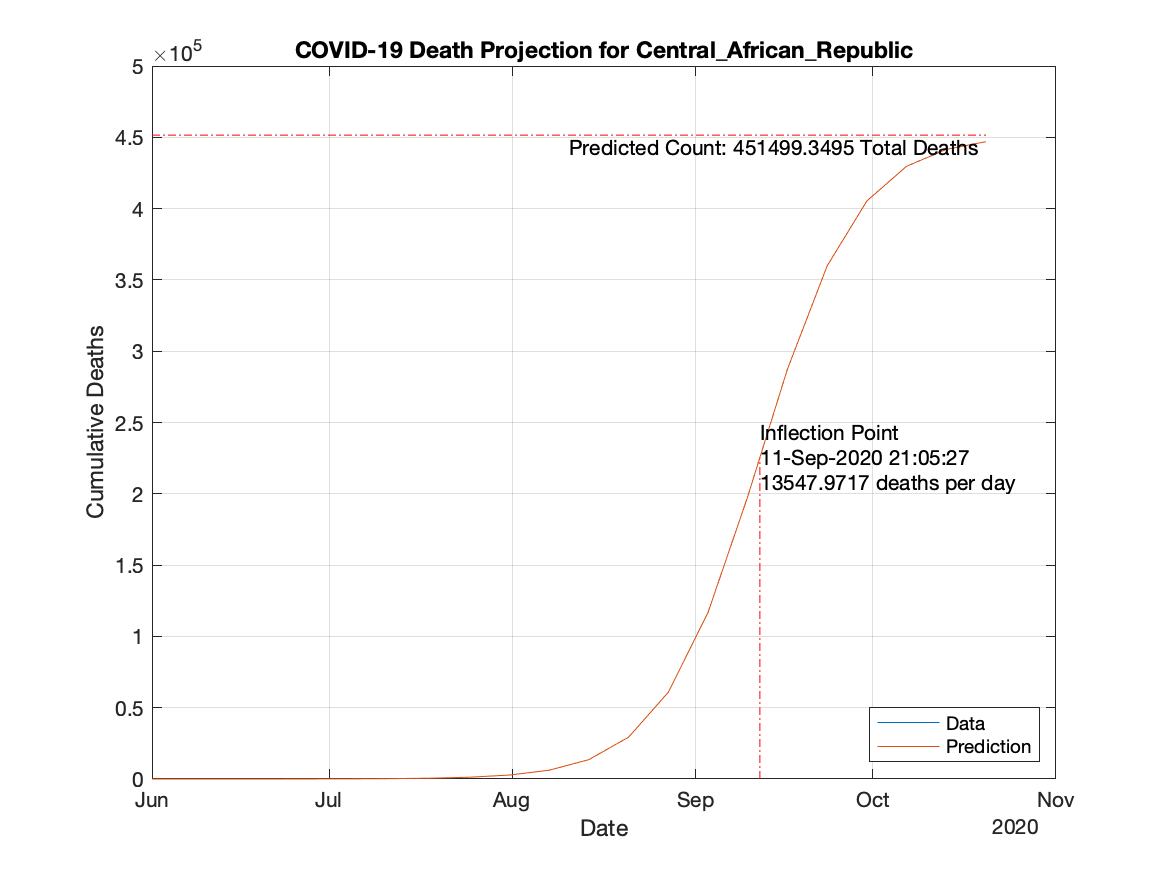 COVID-19 Death Projection for Central_African_Republic
×10⁵
5
4.5
4
3.5
3
2.5
2
1.5
1
0.5
0
Cumulative Deaths
Predicted Count: 451499.3495 Total Deaths
Inflection Point
11-Sep-2020 21:05:27
13547.9717 deaths per day
Data
Prediction
Jun Jul Aug Sep Oct Nov
Date
2020